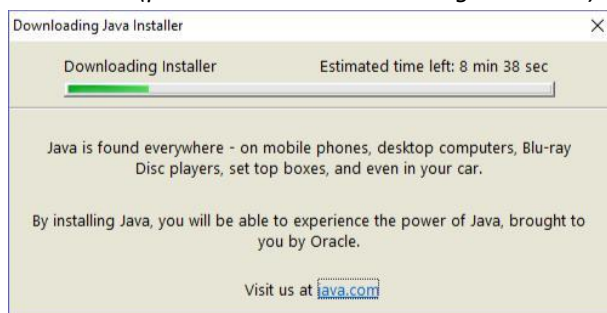 Downloading Java Installer
Downloading Installer Estimated time left: 8 min 38 sec
Java is found everywhere - on mobile phones, desktop computers, Blu-ray
Disc players, set top boxes, and even in your car.
By installing Java, you will be able to experience the power of Java, brought to
you by Oracle.
Visit us at java.com